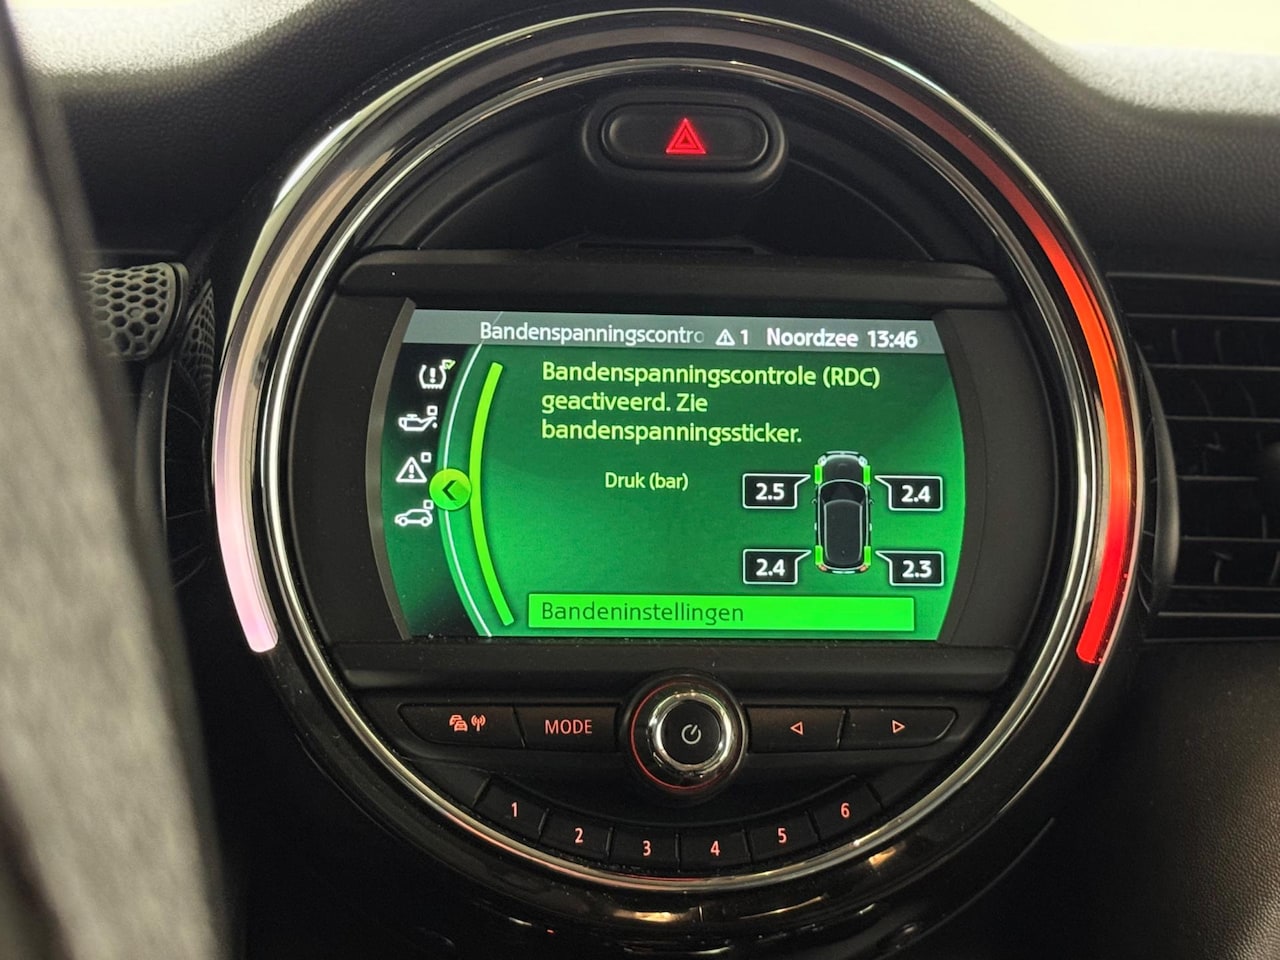 Bandenspanningscontro 1 Noordzee 13:46
Bandenspanningscontrole (RDC)
geactiveerd. Zie
bandenspanningssticker.
Druk (bar)
2.5 2.4
2.4 2.3
Bandeninstellingen
MODE
1 2 3 4 5 6